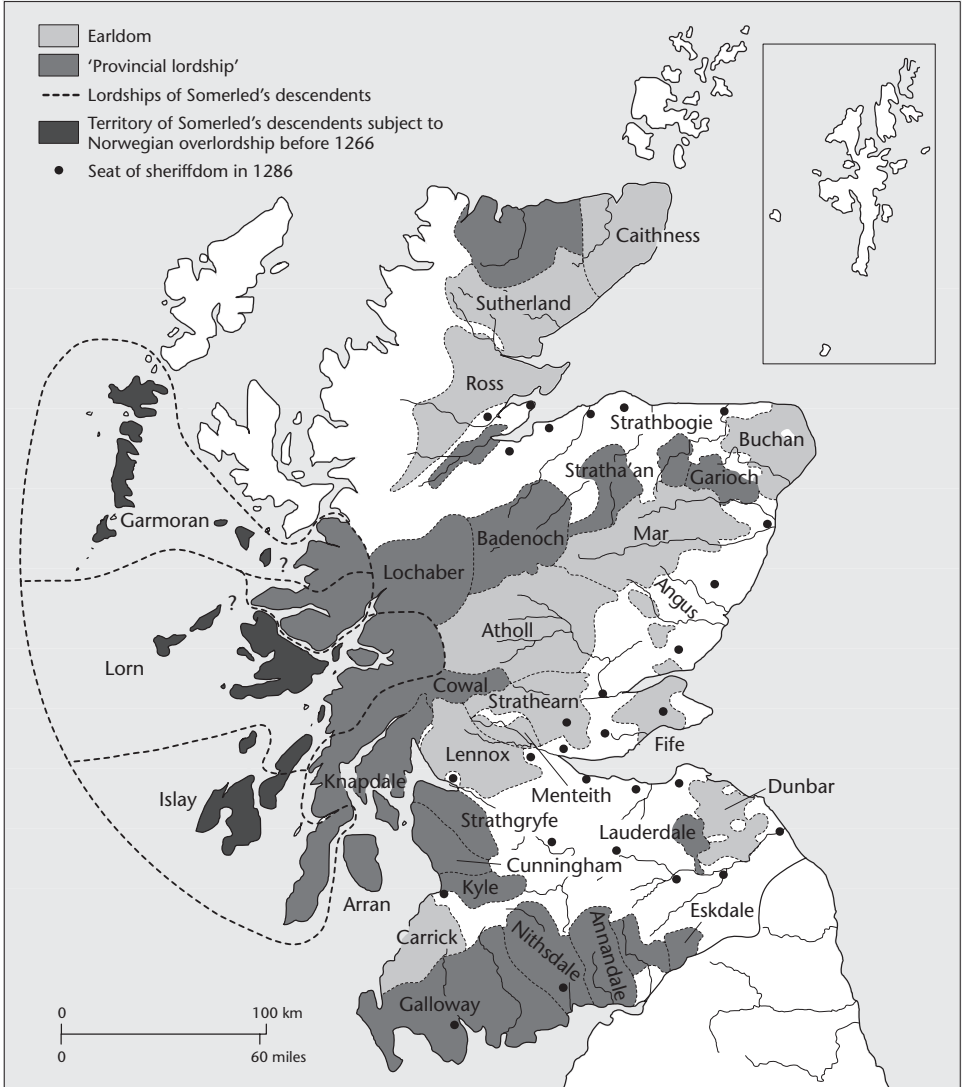 Earldom
‘Provincial lordship’
Lordships of Somerled’s descendents
Territory of Somerled’s descendents subject to
Norwegian overlordship before 1266
Seat of sheriffdom in 1286
Caithness
Sutherland
Ross
Strathbogie
Buchan
Stratha'an
Garioch
Garmoran
Badenoch
Mar
?
Lochaber
Angus
?
Atholl
Lorn
Cowal
Strathearn
Fife
Lennox
Knapdale
Menteith
Dunbar
Islay
Strathgryfe
Lauderdale
Cunningham
Kyle
Arran
Eskdale
Carrick
Nithsdale
Annandale
Galloway
0 100 km
0 60 miles